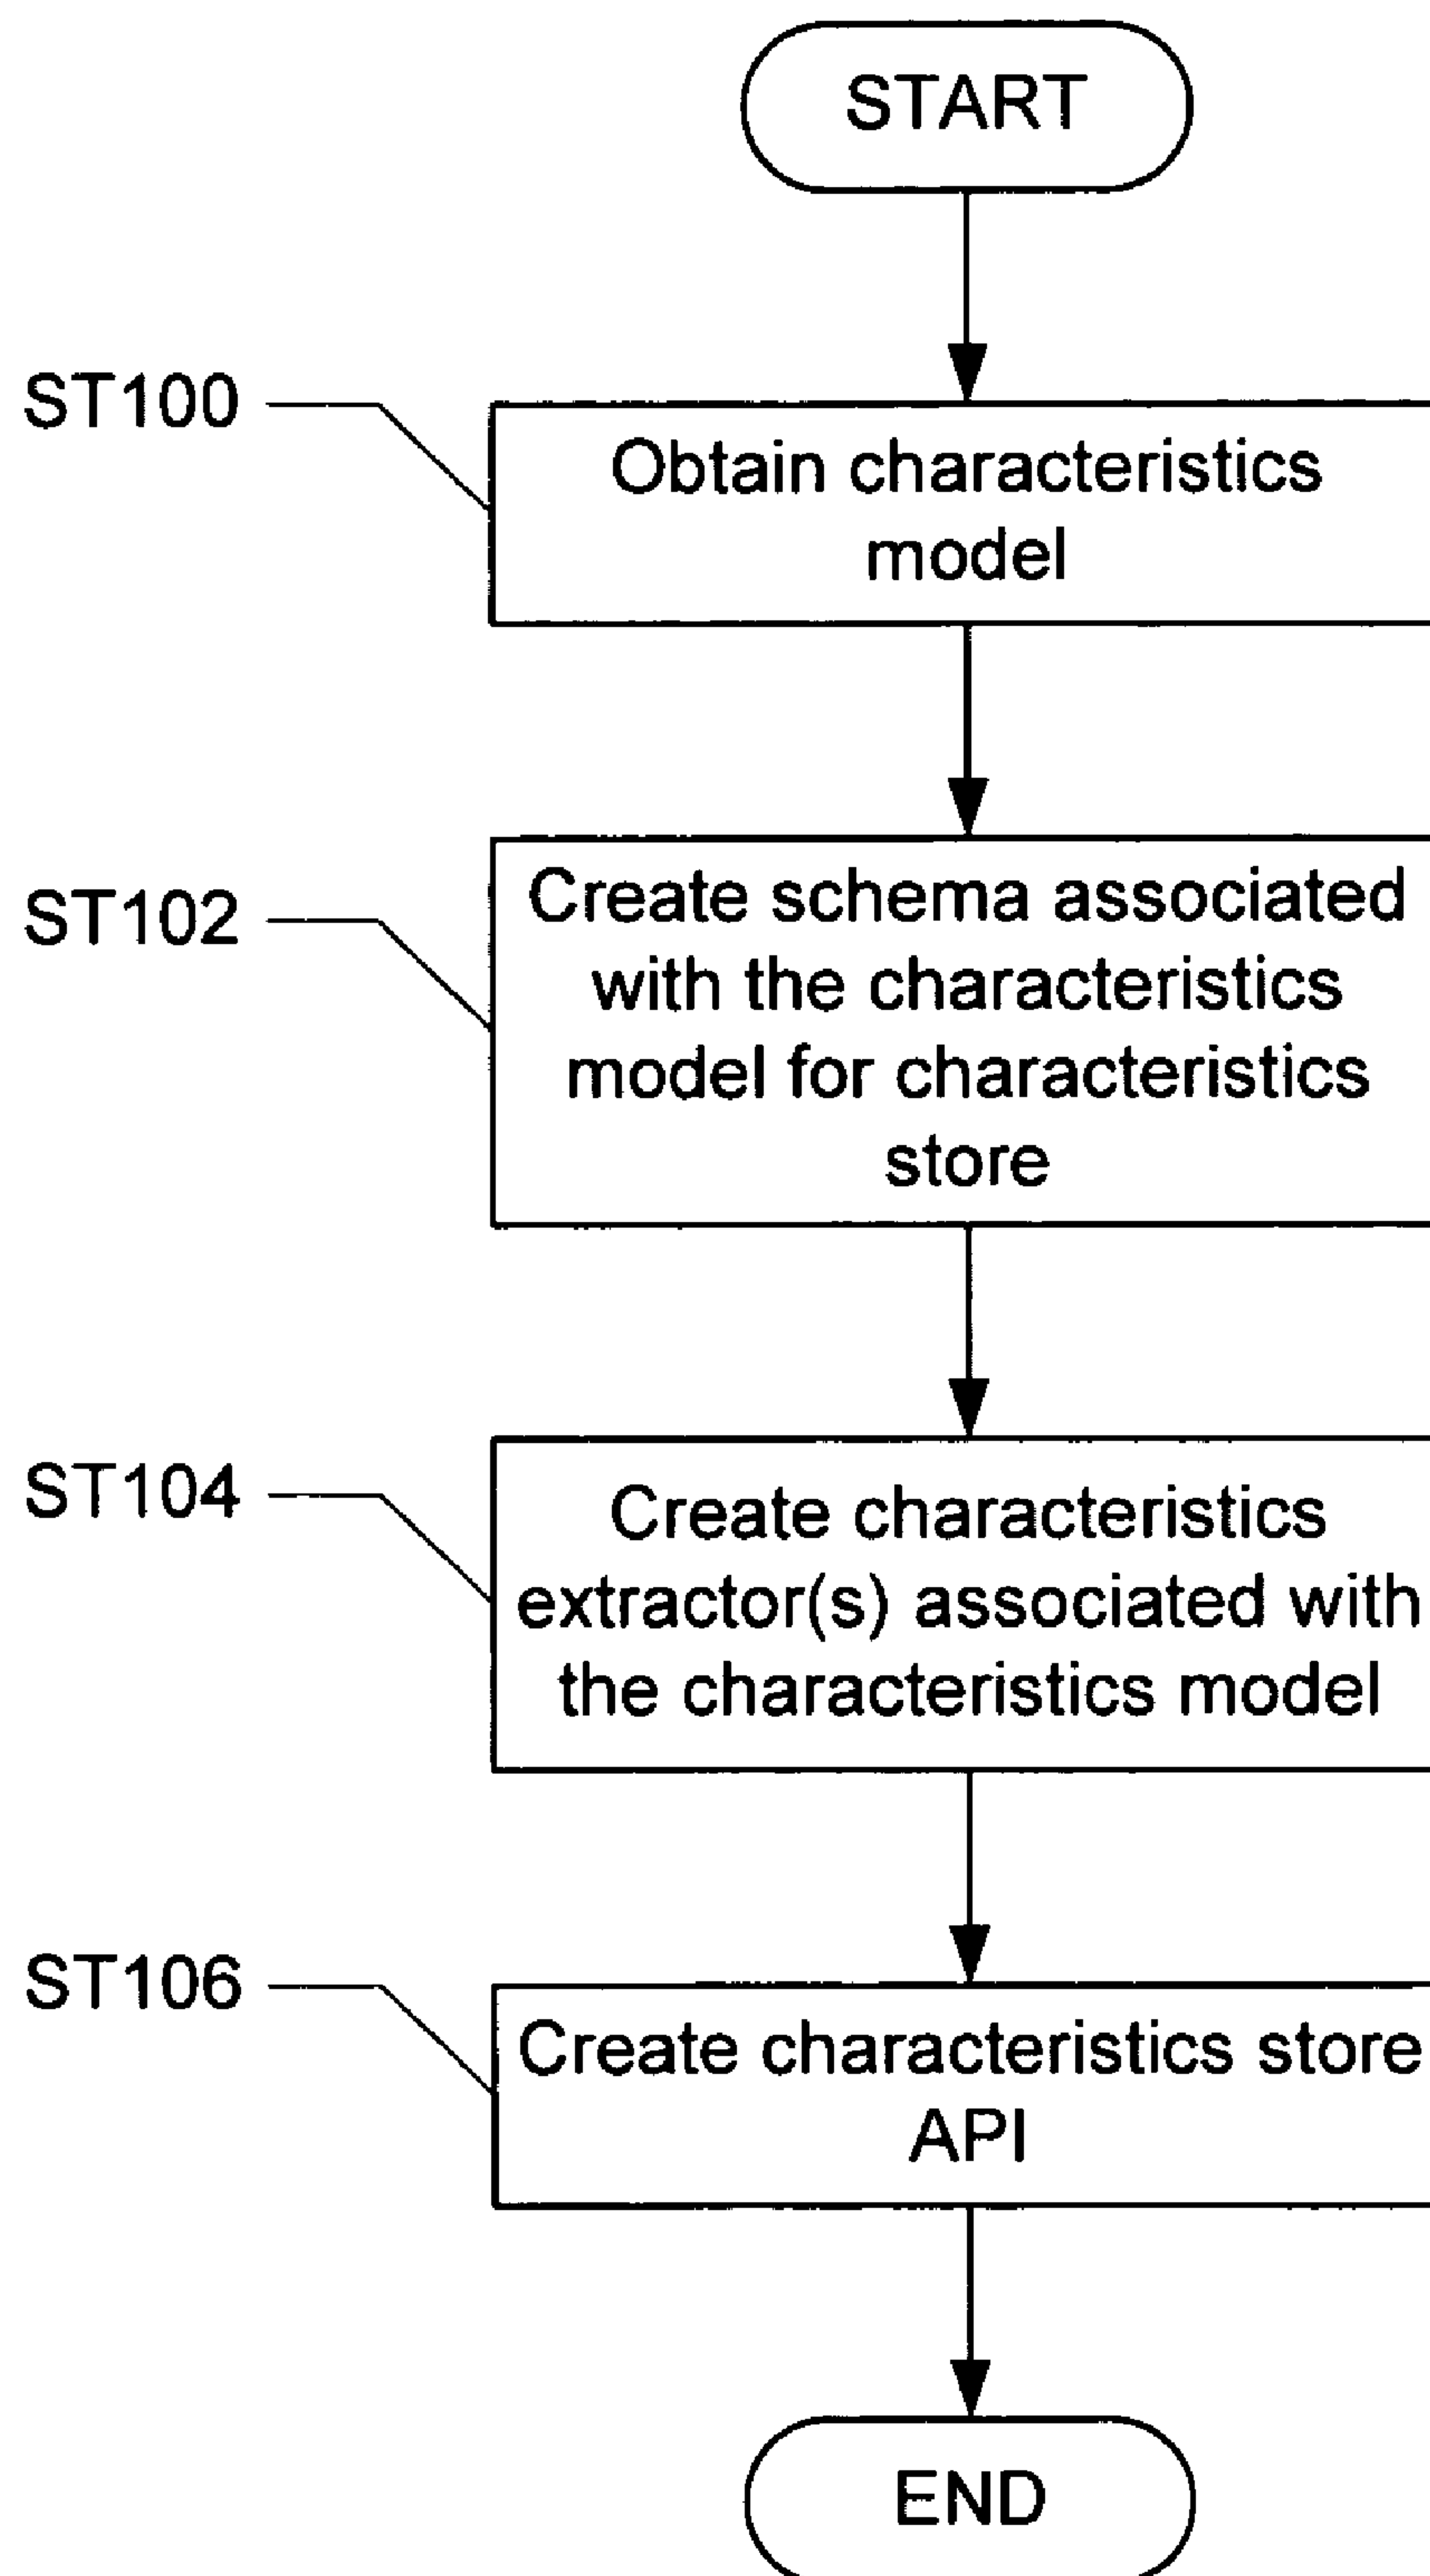 START
ST100
Obtain characteristics
model
ST102
Create schema associated
with the characteristics
model for characteristics
store
ST104
Create characteristics
extractor(s) associated with
the characteristics model
ST106
Create characteristics store
API
END